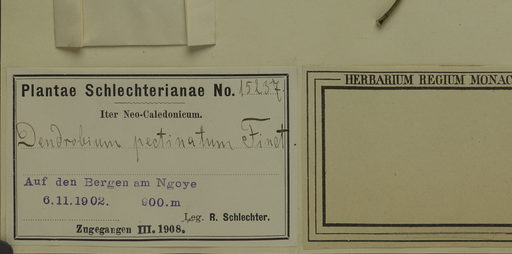 Plantae Schlechterianae No. 15237.
Iter Neo-Caledonicum.
Dendrobium pectinatum Finet.
Auf den Bergen am Ngoye
6.11.1902. 900.m
Leg. R. Schlechter.
Zugegangen III. 1908.
HERBARIUM REGIUM MONAC